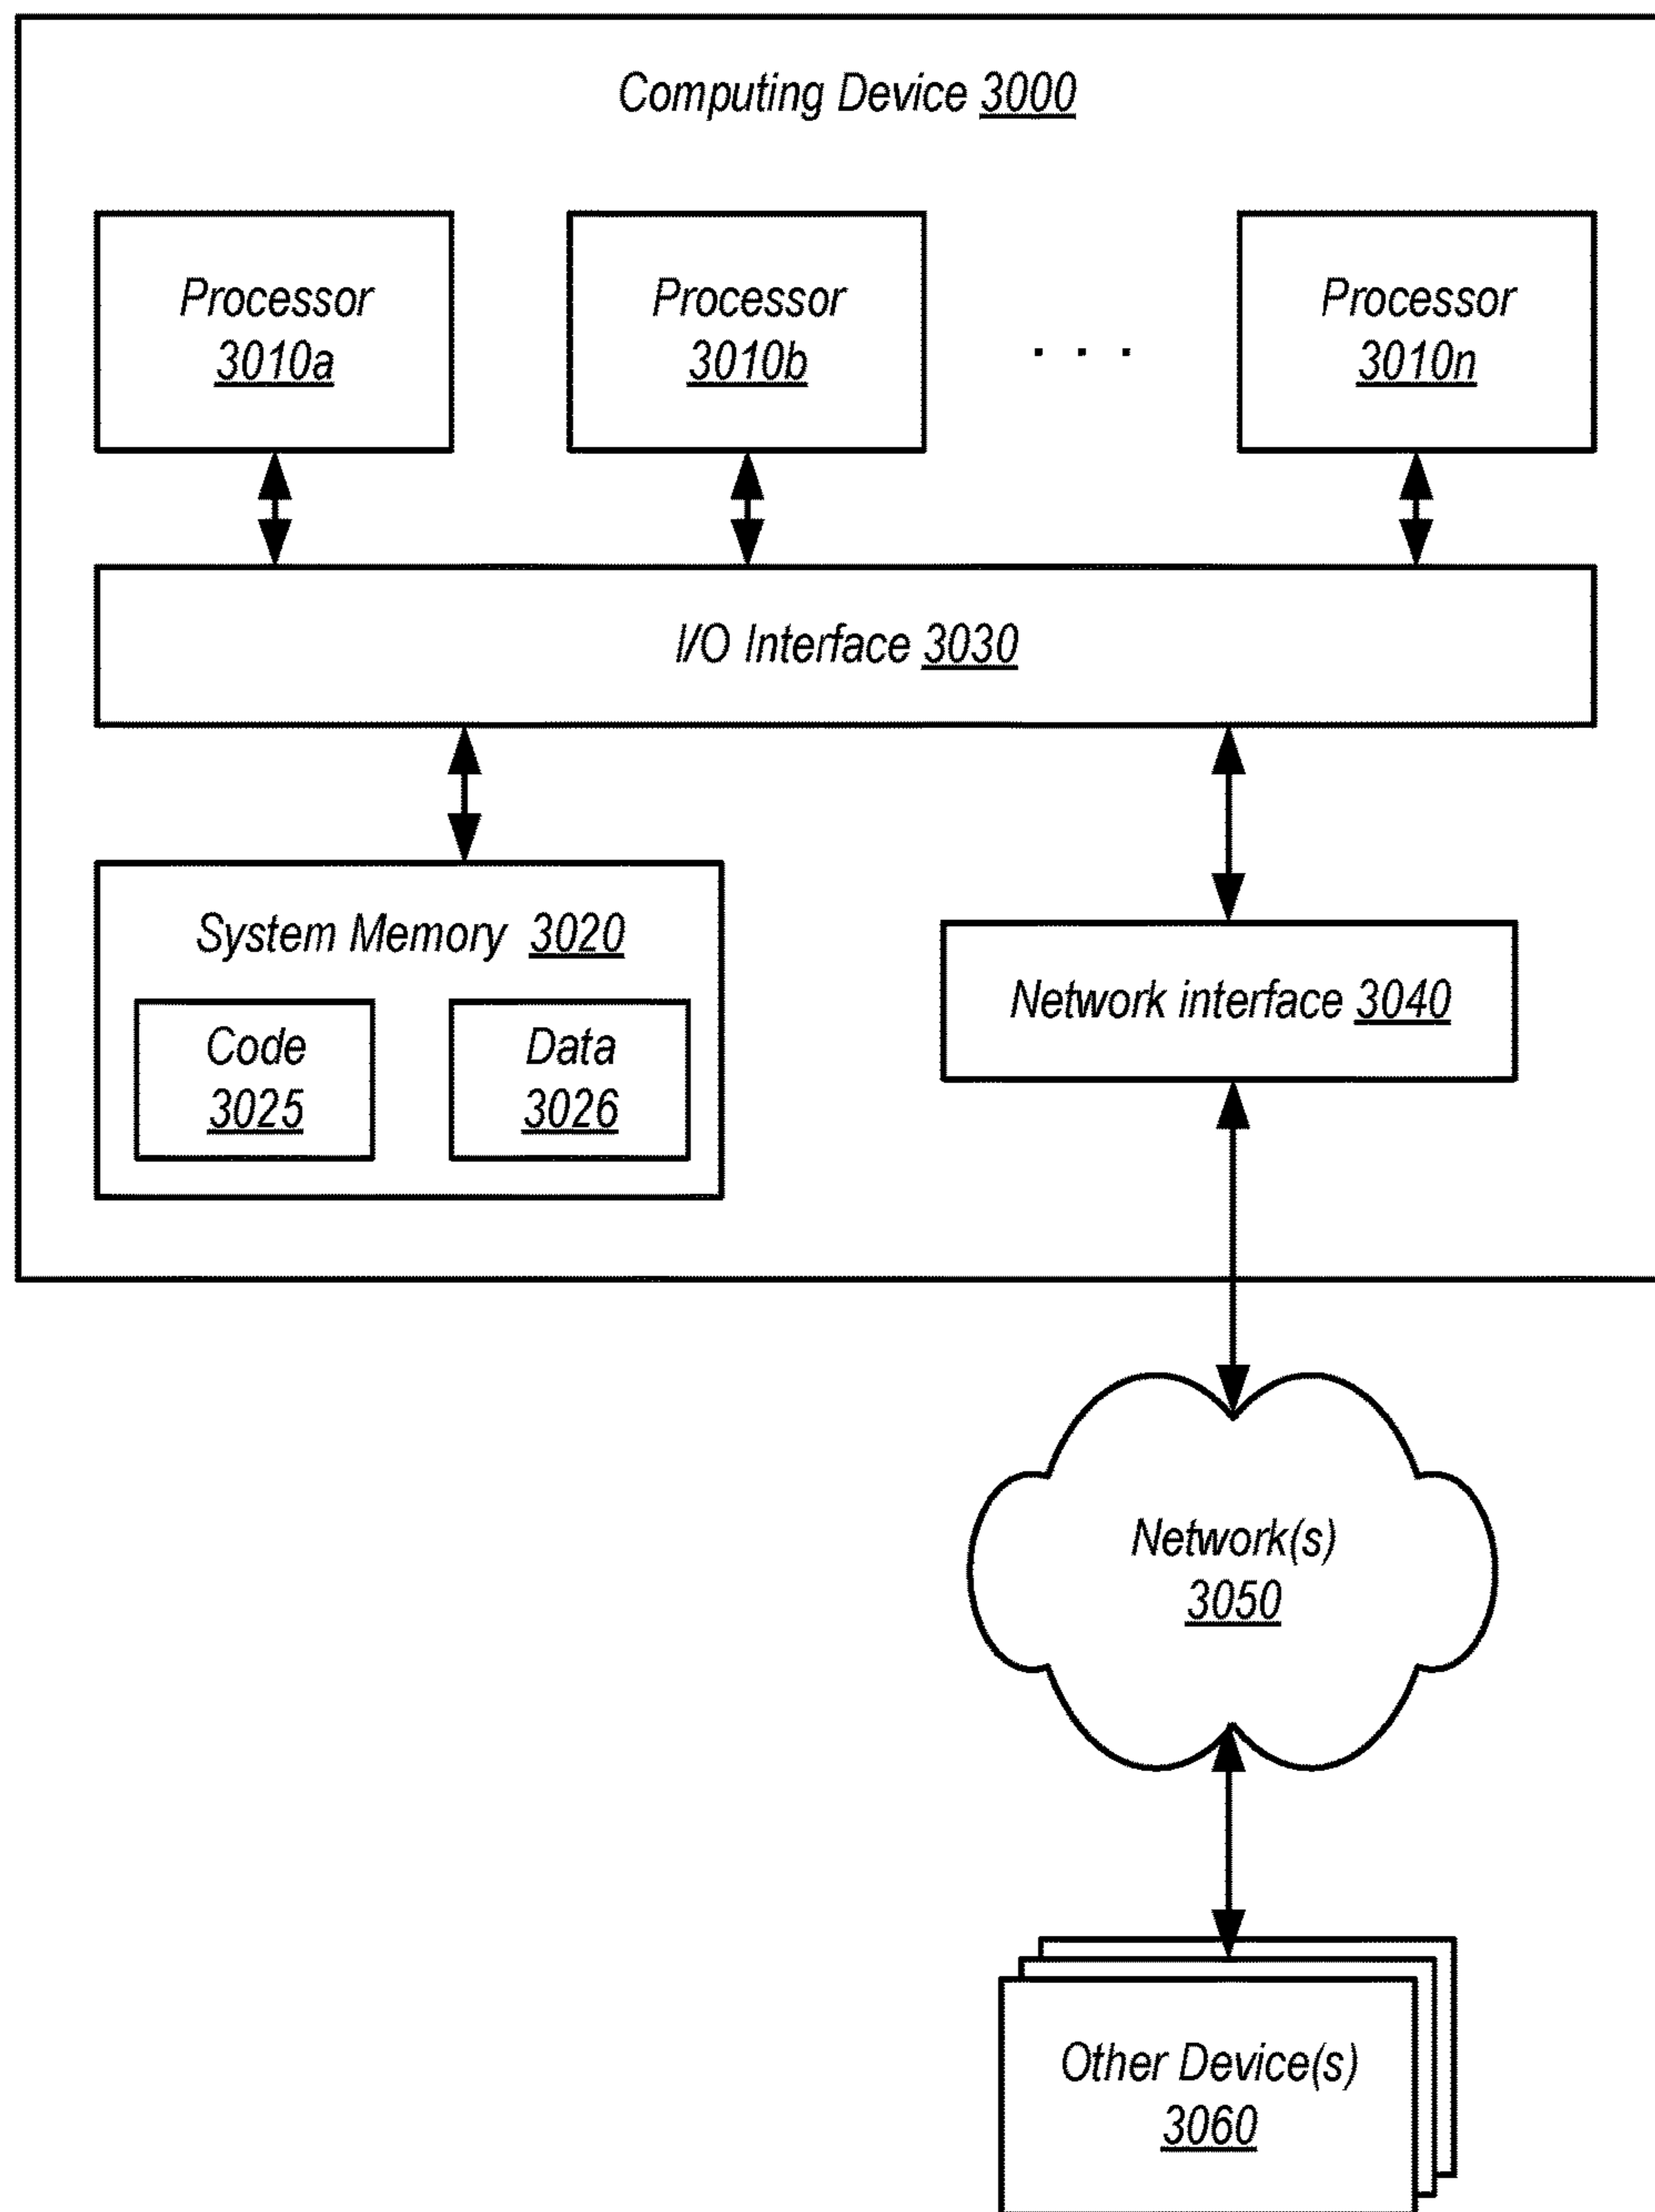 Computing Device 3000
Processor
3010a
Processor
3010b
. . .
Processor
3010n
I/O Interface 3030
System Memory 3020
Code
3025
Data
3026
Network interface 3040
Network(s)
3050
Other Device(s)
3060